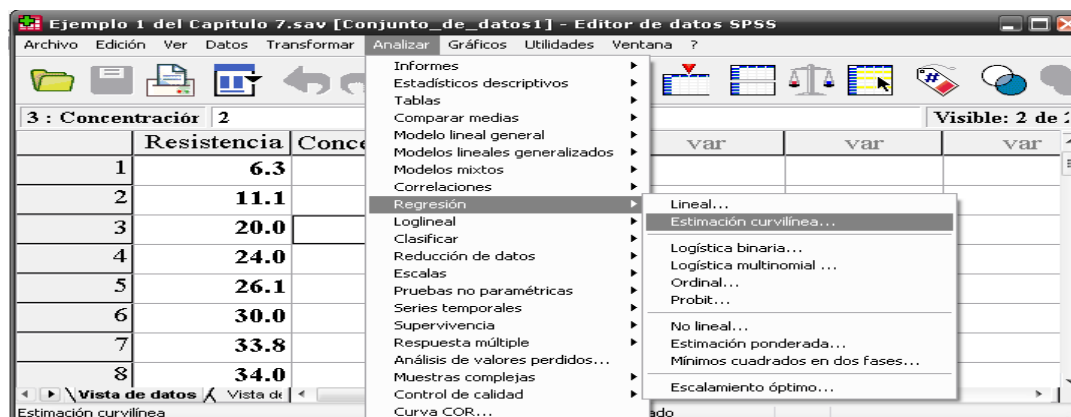 Ejemplo 1 del Capitulo 7.sav [Conjunto_de_datos1] - Editor de datos SPSS
Archivo Edición Ver Datos Transformar Analizar Gráficos Utilidades Ventana ?
3 : Concentraciór 2
Visible: 2 de
Resistencia Conce var var var
1 6.3
2 11.1
3 20.0
4 24.0
5 26.1
6 30.0
7 33.8
8 34.0
Informes
Estadísticos descriptivos
Tablas
Comparar medias
Modelo lineal general
Modelos lineales generalizados
Modelos mixtos
Correlaciones
Regresión
Loglineal
Clasificar
Reducción de datos
Escalas
Pruebas no paramétricas
Series temporales
Supervivencia
Respuesta múltiple
Análisis de valores perdidos...
Muestras complejas
Control de calidad
Curva COR...
Lineal...
Estimación curvilínea...
Logística binaria...
Logística multinomial ...
Ordinal...
Probit...
No lineal...
Estimación ponderada...
Mínimos cuadrados en dos fases...
Escalamiento óptimo...
Vista de datos Vista de
Estimación curvilínea ado